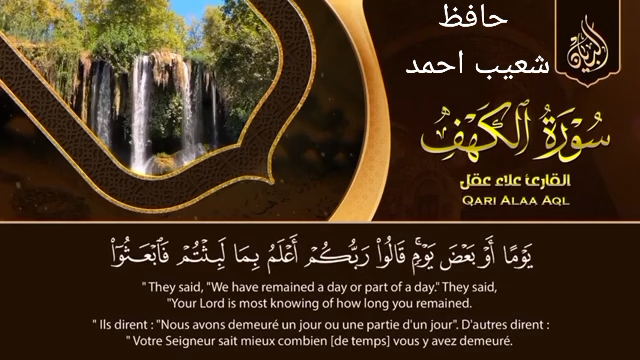 حافظ
شعیب احمد
البريان
سُورَةُ الكَهْفِ
القارئ علاء عقل
QARI ALAA AQL
يَوْمًا أَوْ بَعْضَ يَوْمٍۚ قَالُوا۟ رَبُّكُمْ أَعْلَمُ بِمَا لَبِثْتُمْ فَٱبْعَثُوٓا۟
" They said, "We have remained a day or part of a day." They said,
"Your Lord is most knowing of how long you remained.
" Ils dirent : "Nous avons demeuré un jour ou une partie d'un jour". D'autres dirent :
" Votre Seigneur sait mieux combien [de temps] vous y avez demeuré.